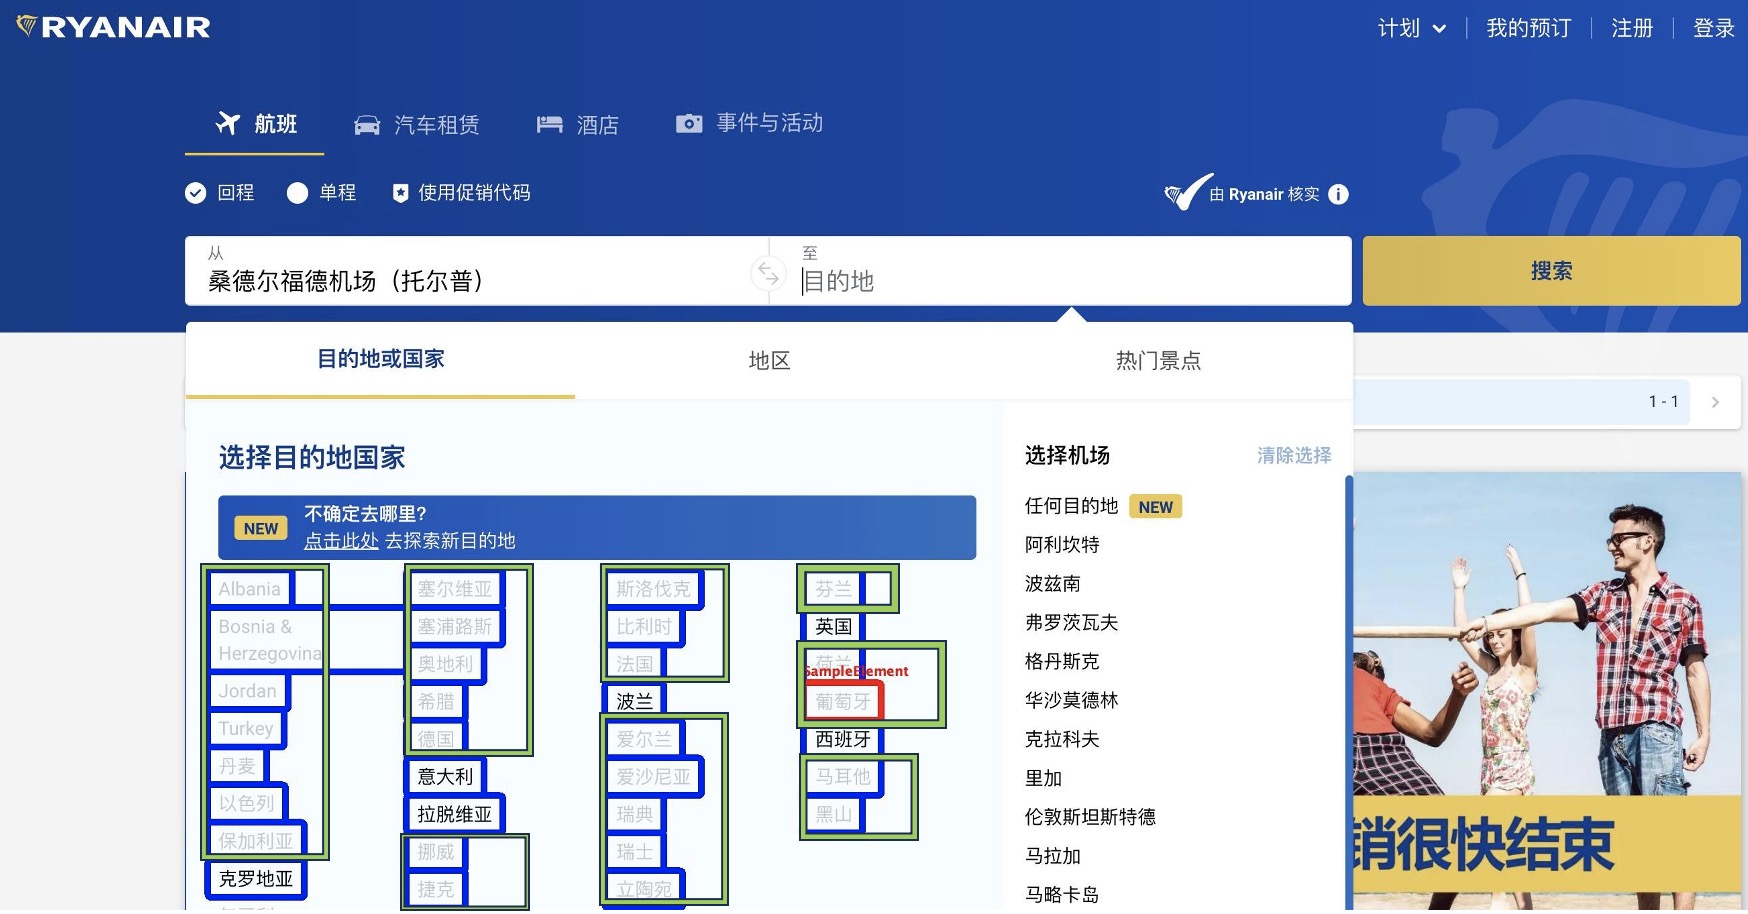 RYANAIR
计划
我的预订
注册
登录
航班
汽车租赁
酒店
事件与活动
回程
单程
使用促销代码
由 Ryanair 核实
从
桑德尔福德机场（托尔普）
至
目的地
搜索
目的地或国家
地区
热门景点
1 - 1
选择目的地国家
NEW
不确定去哪里?
点击此处 去探索新目的地
Albania
Bosnia &
Herzegovina
Jordan
Turkey
丹麦
以色列
保加利亚
克罗地亚
塞尔维亚
塞浦路斯
奥地利
希腊
德国
意大利
拉脱维亚
挪威
捷克
斯洛伐克
比利时
法国
波兰
爱尔兰
爱沙尼亚
瑞典
瑞士
立陶宛
芬兰
英国
荷兰
SampleElement
葡萄牙
西班牙
马耳他
黑山
选择机场
清除选择
任何目的地 NEW
阿利坎特
波兹南
弗罗茨瓦夫
格丹斯克
华沙莫德林
克拉科夫
里加
伦敦斯坦斯特德
马拉加
马略卡岛
销很快结束